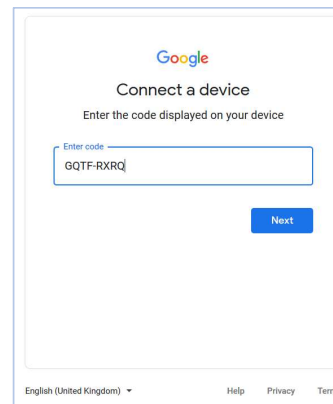 Google
Connect a device
Enter the code displayed on your device
Enter code
GQTF-RXRQ
Next
English (United Kingdom)
Help Privacy Term